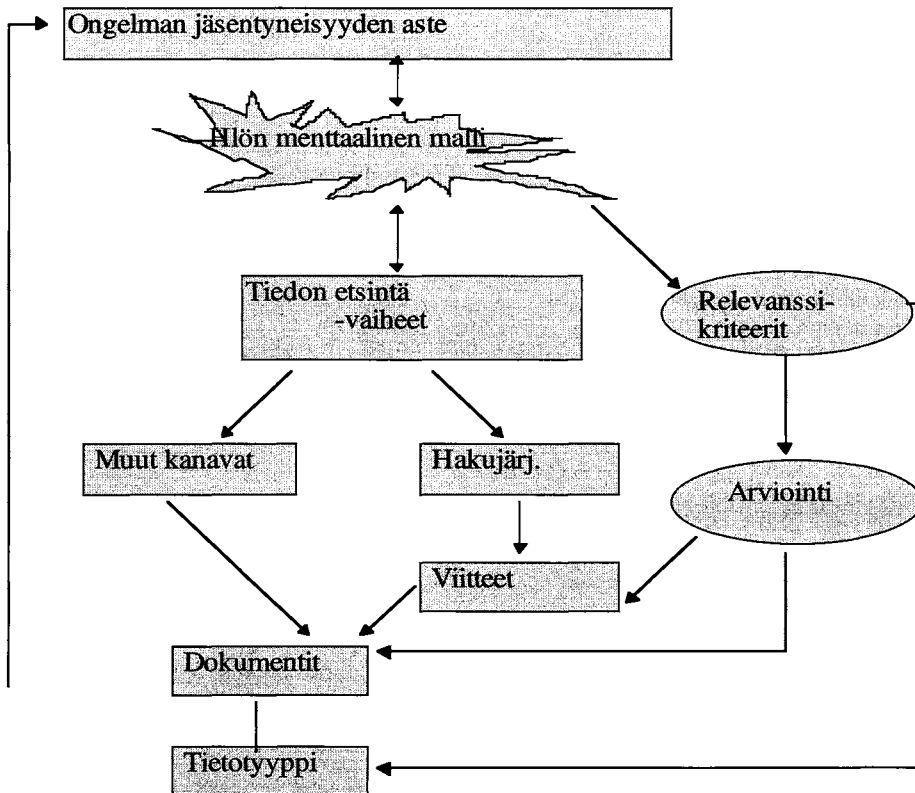 Ongelman jäsentyneisyyden aste
Hlön menttaalinen malli
Tiedon etsintä
-vaiheet
Relevanssi-
kriteerit
Muut kanavat
Hakujärj.
Arviointi
Viitteet
Dokumentit
Tietotyyppi